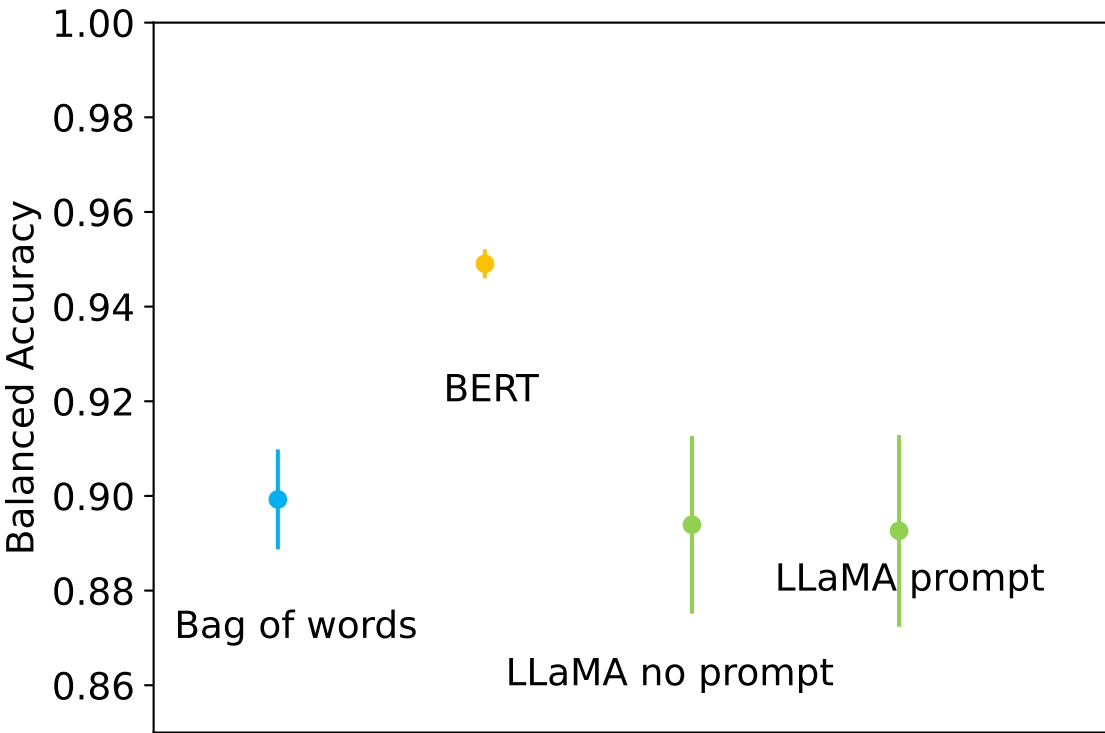 1.00
0.98
0.96
0.94
0.92
0.90
0.88
0.86
Balanced Accuracy
BERT
LLaMA prompt
Bag of words
LLaMA no prompt